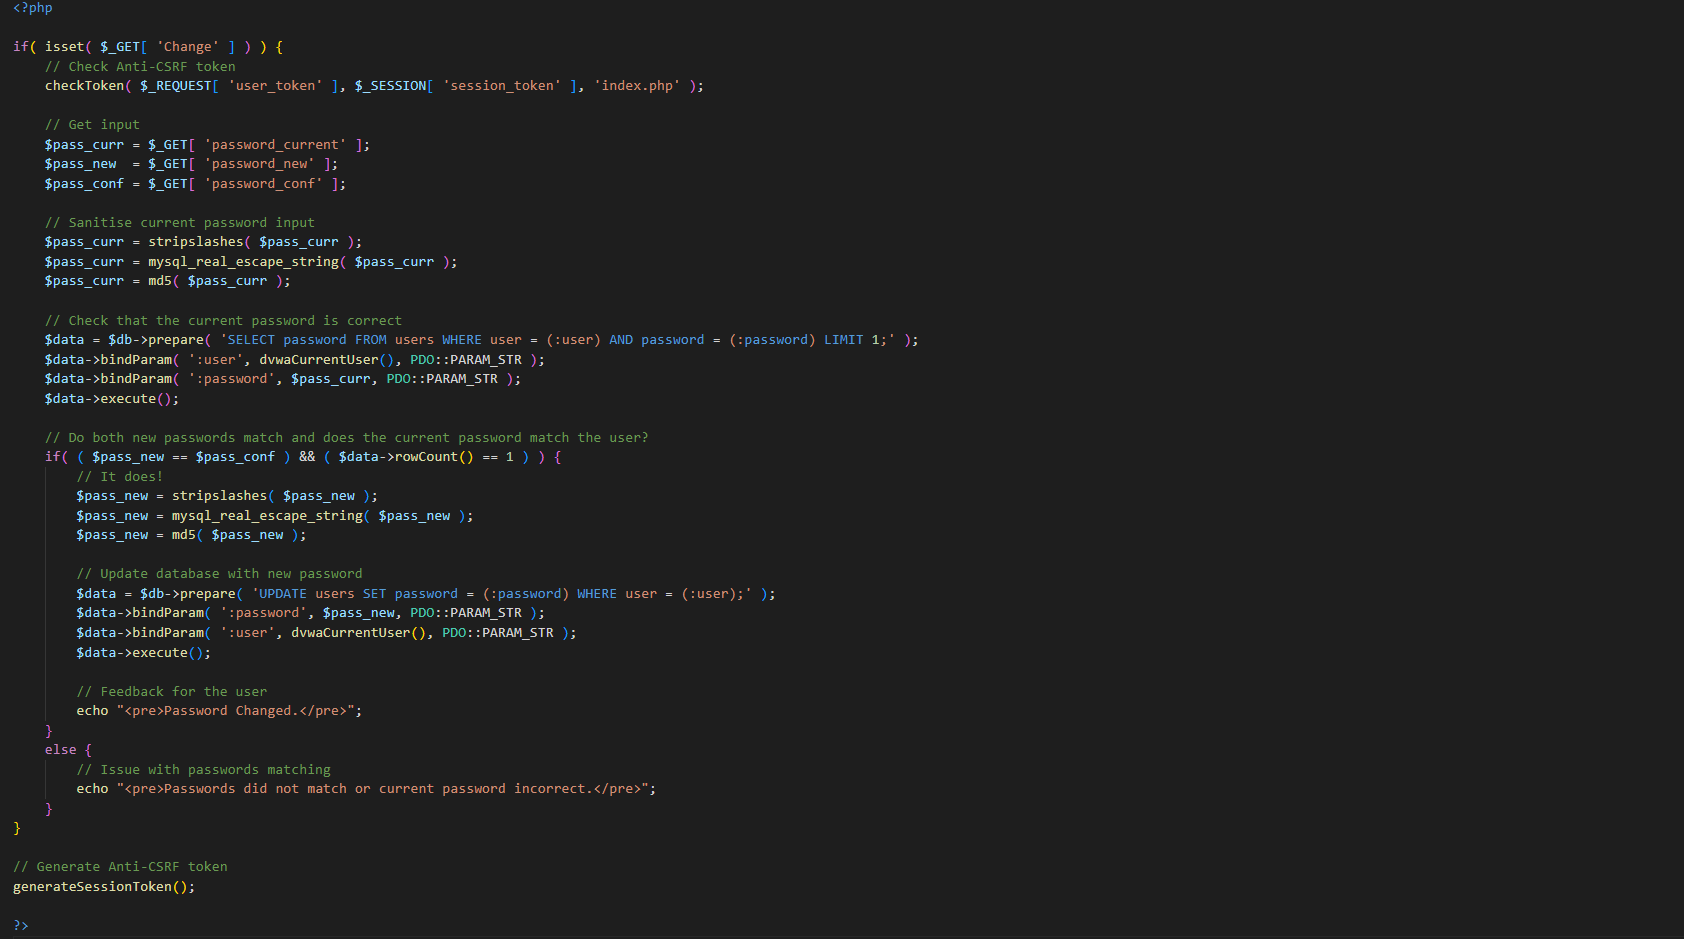 <?php
if( isset( $_GET[ 'Change' ] ) ) {
// Check Anti-CSRF token
checkToken( $_REQUEST[ 'user_token' ], $_SESSION[ 'session_token' ], 'index.php' );
// Get input
$pass_curr = $_GET[ 'password_current' ];
$pass_new  = $_GET[ 'password_new' ];
$pass_conf = $_GET[ 'password_conf' ];
// Sanitise current password input
$pass_curr = stripslashes( $pass_curr );
$pass_curr = mysql_real_escape_string( $pass_curr );
$pass_curr = md5( $pass_curr );
// Check that the current password is correct
$data = $db->prepare( 'SELECT password FROM users WHERE user = (:user) AND password = (:password) LIMIT 1;' );
$data->bindParam( ':user', dvwaCurrentUser(), PDO::PARAM_STR );
$data->bindParam( ':password', $pass_curr, PDO::PARAM_STR );
$data->execute();
// Do both new passwords match and does the current password match the user?
if( ( $pass_new == $pass_conf ) && ( $data->rowCount() == 1 ) ) {
// It does!
$pass_new = stripslashes( $pass_new );
$pass_new = mysql_real_escape_string( $pass_new );
$pass_new = md5( $pass_new );
// Update database with new password
$data = $db->prepare( 'UPDATE users SET password = (:password) WHERE user = (:user);' );
$data->bindParam( ':password', $pass_new, PDO::PARAM_STR );
$data->bindParam( ':user', dvwaCurrentUser(), PDO::PARAM_STR );
$data->execute();
// Feedback for the user
echo "<pre>Password Changed.</pre>";
}
else {
// Issue with passwords matching
echo "<pre>Passwords did not match or current password incorrect.</pre>";
}
}
// Generate Anti-CSRF token
generateSessionToken();
?>